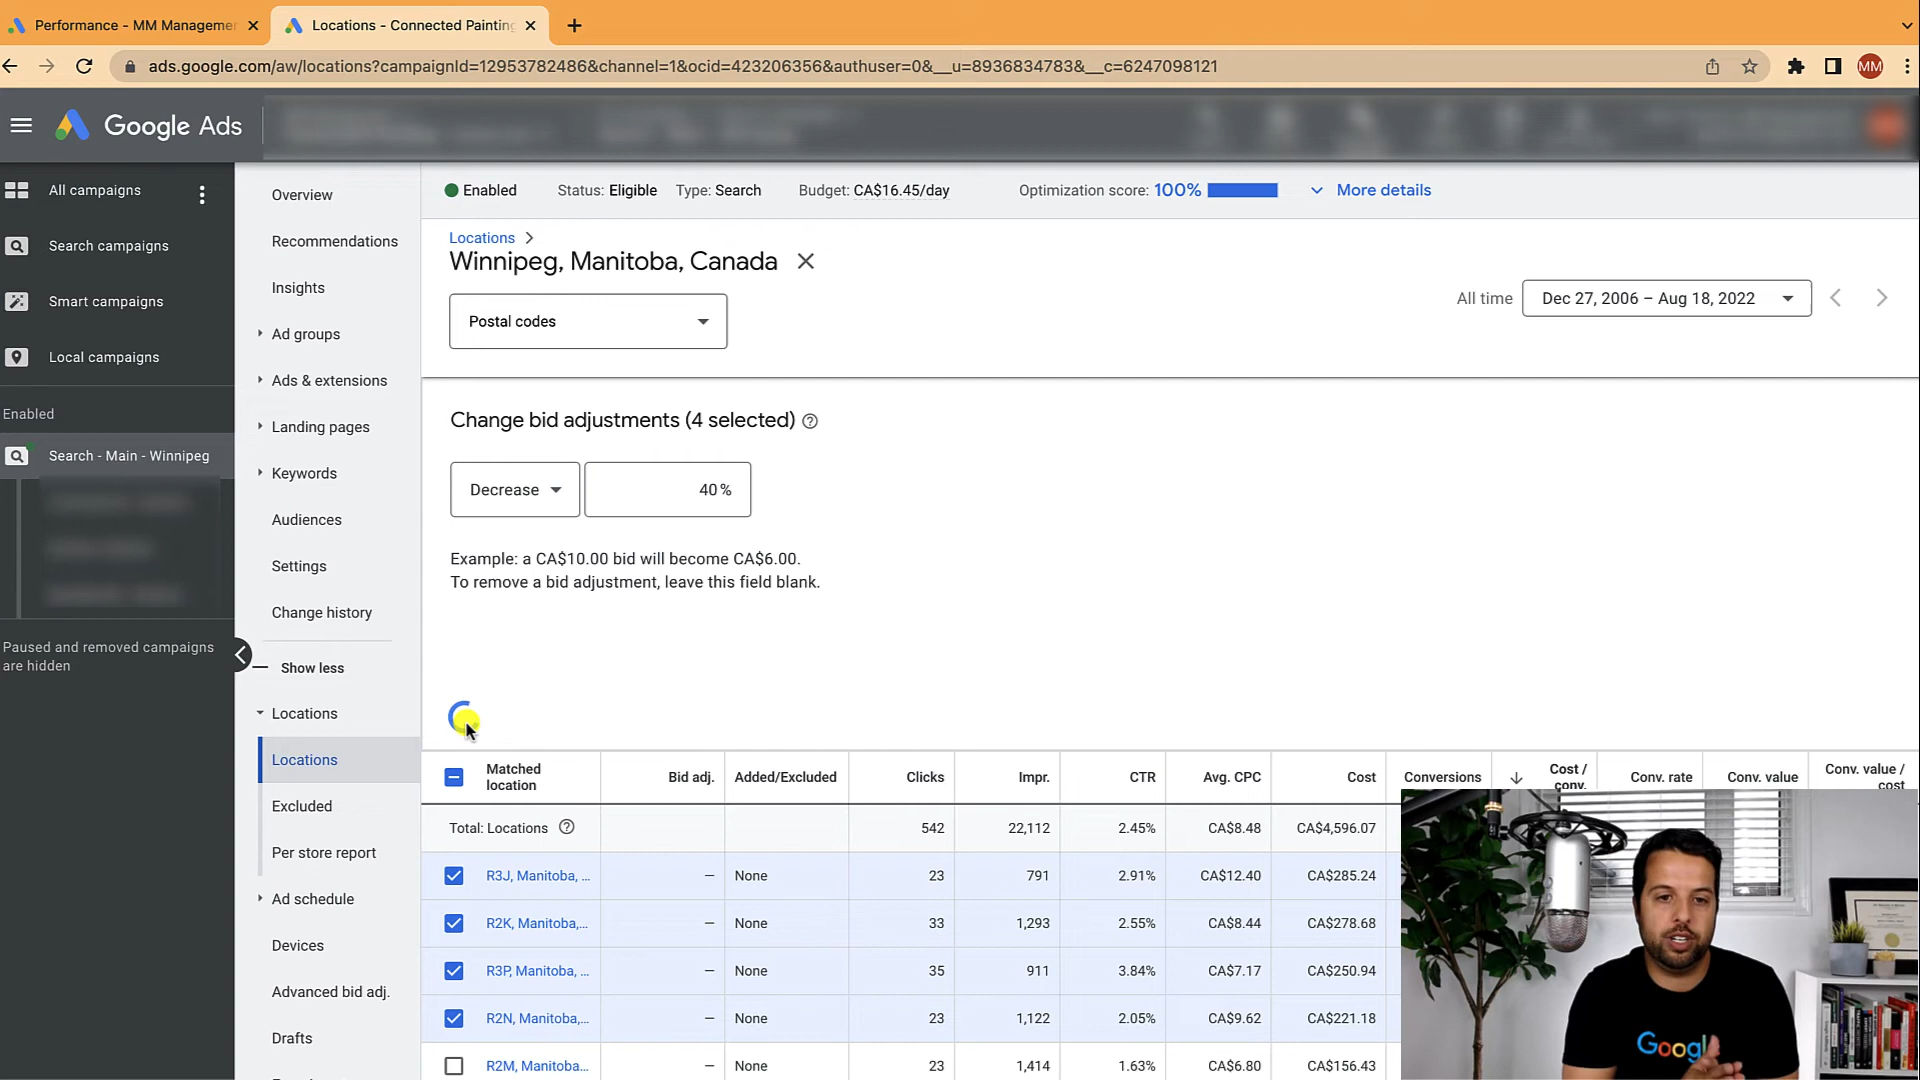 Performance - MM Manageme
Locations - Connected Painting
ads.google.com/aw/locations?campaignId=12953782486&channel=1&ocid=423206356&authuser=0&__u=8936834783&__c=6247098121
MM
Google Ads
All campaigns
Search campaigns
Smart campaigns
Local campaigns
Enabled
Search - Main - Winnipeg
Paused and removed campaigns
are hidden
Overview
Recommendations
Insights
Ad groups
Ads & extensions
Landing pages
Keywords
Audiences
Settings
Change history
Show less
Locations
Locations
Excluded
Per store report
Ad schedule
Devices
Advanced bid adj.
Drafts
Enabled Status: Eligible Type: Search Budget: CA$16.45/day Optimization score: 100% More details
Locations
Winnipeg, Manitoba, Canada
Postal codes
All time Dec 27, 2006 – Aug 18, 2022
Change bid adjustments (4 selected)
Decrease 40%
Example: a CA$10.00 bid will become CA$6.00.
To remove a bid adjustment, leave this field blank.
Matched location Bid adj. Added/Excluded Clicks Impr. CTR Avg. CPC Cost Conversions Cost / conv. Conv. rate Conv. value Conv. value / cost
Total: Locations 542 22,112 2.45% CA$8.48 CA$4,596.07
R3J, Manitoba, ... – None 23 791 2.91% CA$12.40 CA$285.24
R2K, Manitoba,... – None 33 1,293 2.55% CA$8.44 CA$278.68
R3P, Manitoba, ... – None 35 911 3.84% CA$7.17 CA$250.94
R2N, Manitoba,... – None 23 1,122 2.05% CA$9.62 CA$221.18
R2M, Manitoba... – None 23 1,414 1.63% CA$6.80 CA$156.43
Googl